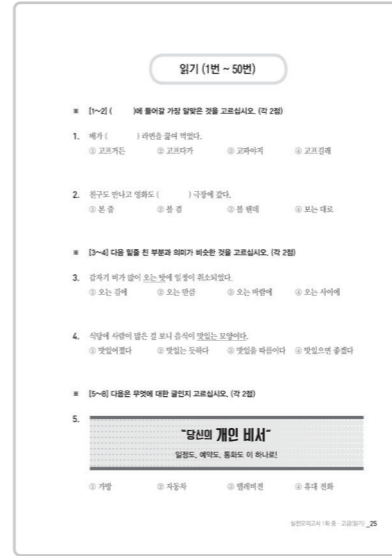 읽기 (1번 ~ 50번)
※ [1~2] ( )에 들어갈 가장 알맞은 것을 고르십시오. (각 2점)
1. 배가 ( ) 라면을 끓여 먹었다.
① 고프거든 ② 고프다가 ③ 고파야지 ④ 고프길래
2. 친구도 만나고 영화도 ( ) 극장에 갔다.
① 본 줄 ② 볼 겸 ③ 볼 텐데 ④ 보는 대로
※ [3~4] 다음 밑줄 친 부분과 의미가 비슷한 것을 고르십시오. (각 2점)
3. 갑자기 비가 많이 오는 탓에 일정이 취소되었다.
① 오는 김에 ② 오는 만큼 ③ 오는 바람에 ④ 오는 사이에
4. 식당에 사람이 많은 걸 보니 음식이 맛있는 모양이다.
① 맛있어졌다 ② 맛있는 듯하다 ③ 맛있을 따름이다 ④ 맛있으면 좋겠다
※ [5~8] 다음은 무엇에 대한 글인지 고르십시오. (각 2점)
5.
"당신의 개인 비서"
일정도, 예약도, 통화도 이 하나로!
① 가방 ② 자동차 ③ 텔레비전 ④ 휴대 전화
실전모의고사 1회 중·고급(읽기) _25